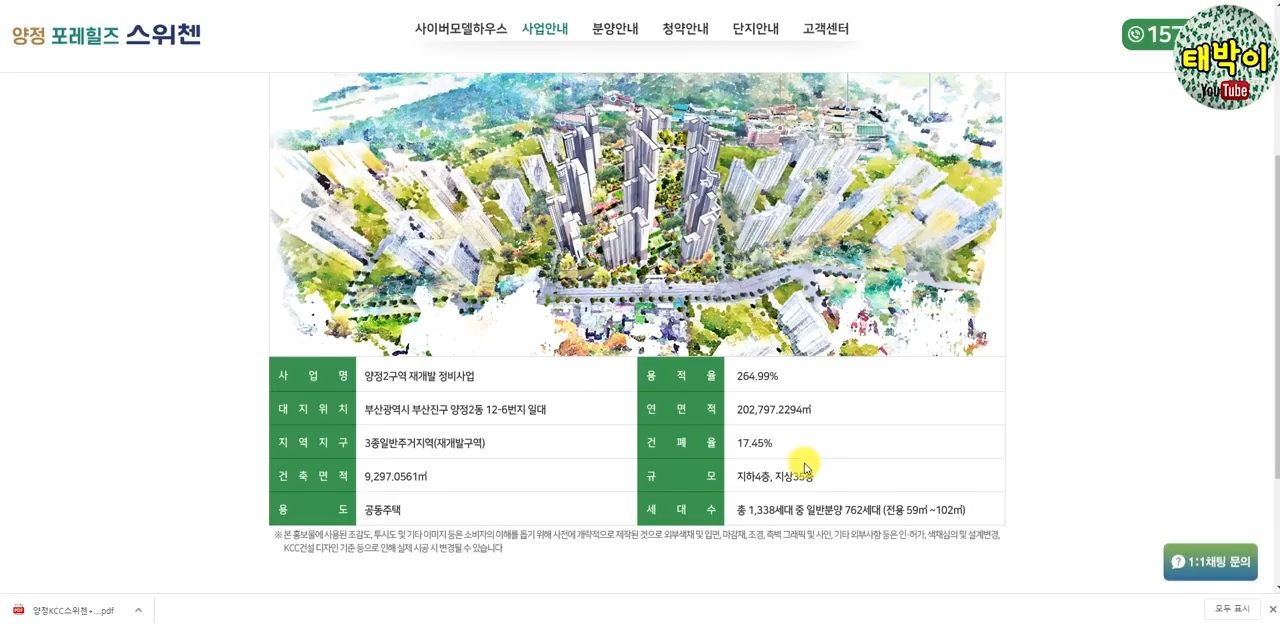 양정 포레힐즈 스위첸
사이버모델하우스 사업안내 분양안내 청약안내 단지안내 고객센터
157
태박이
YouTube
사업명 양정2구역 재개발 정비사업 용적율 264.99%
대지위치 부산광역시 부산진구 양정2동 12-6번지 일대 연면적 202,797.2294㎡
지역지구 3종일반주거지역(재개발구역) 건폐율 17.45%
건축면적 9,297.0561㎡ 규모 지하4층, 지상35층
용도 공동주택 세대수 총 1,338세대 중 일반분양 762세대 (전용 59㎡ ~102㎡)
※ 본 홍보물에 사용된 조감도, 투시도 및 기타 이미지 등은 소비자의 이해를 돕기 위해 사전에 개략적으로 제작된 것으로 외부색채 및 입면, 마감재, 조경, 측벽 그래픽 및 사인, 기타 외부사항 등은 인·허가, 색채심의 및 설계변경,
KCC건설 디자인 기준 등으로 인해 실제 시공 시 변경될 수 있습니다
1:1채팅 문의
양정KCC스위첸+....pdf
모두 표시